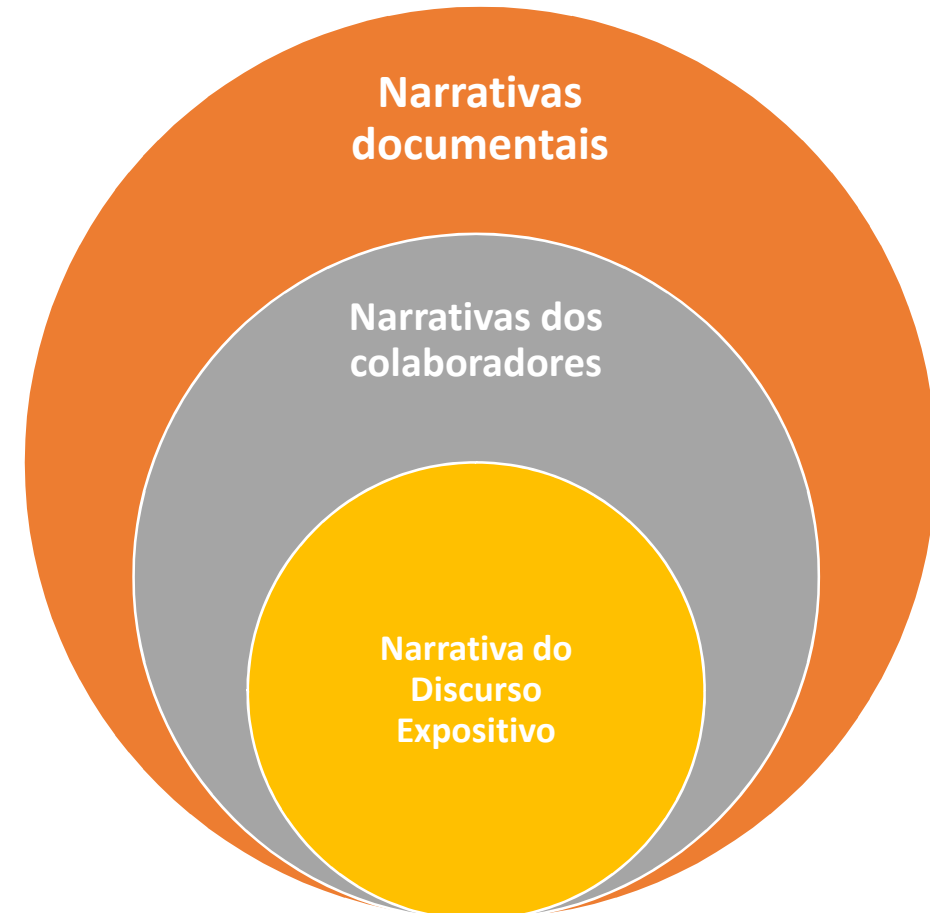 Narrativas
documentais
Narrativas dos
colaboradores
Narrativa do
Discurso
Expositivo